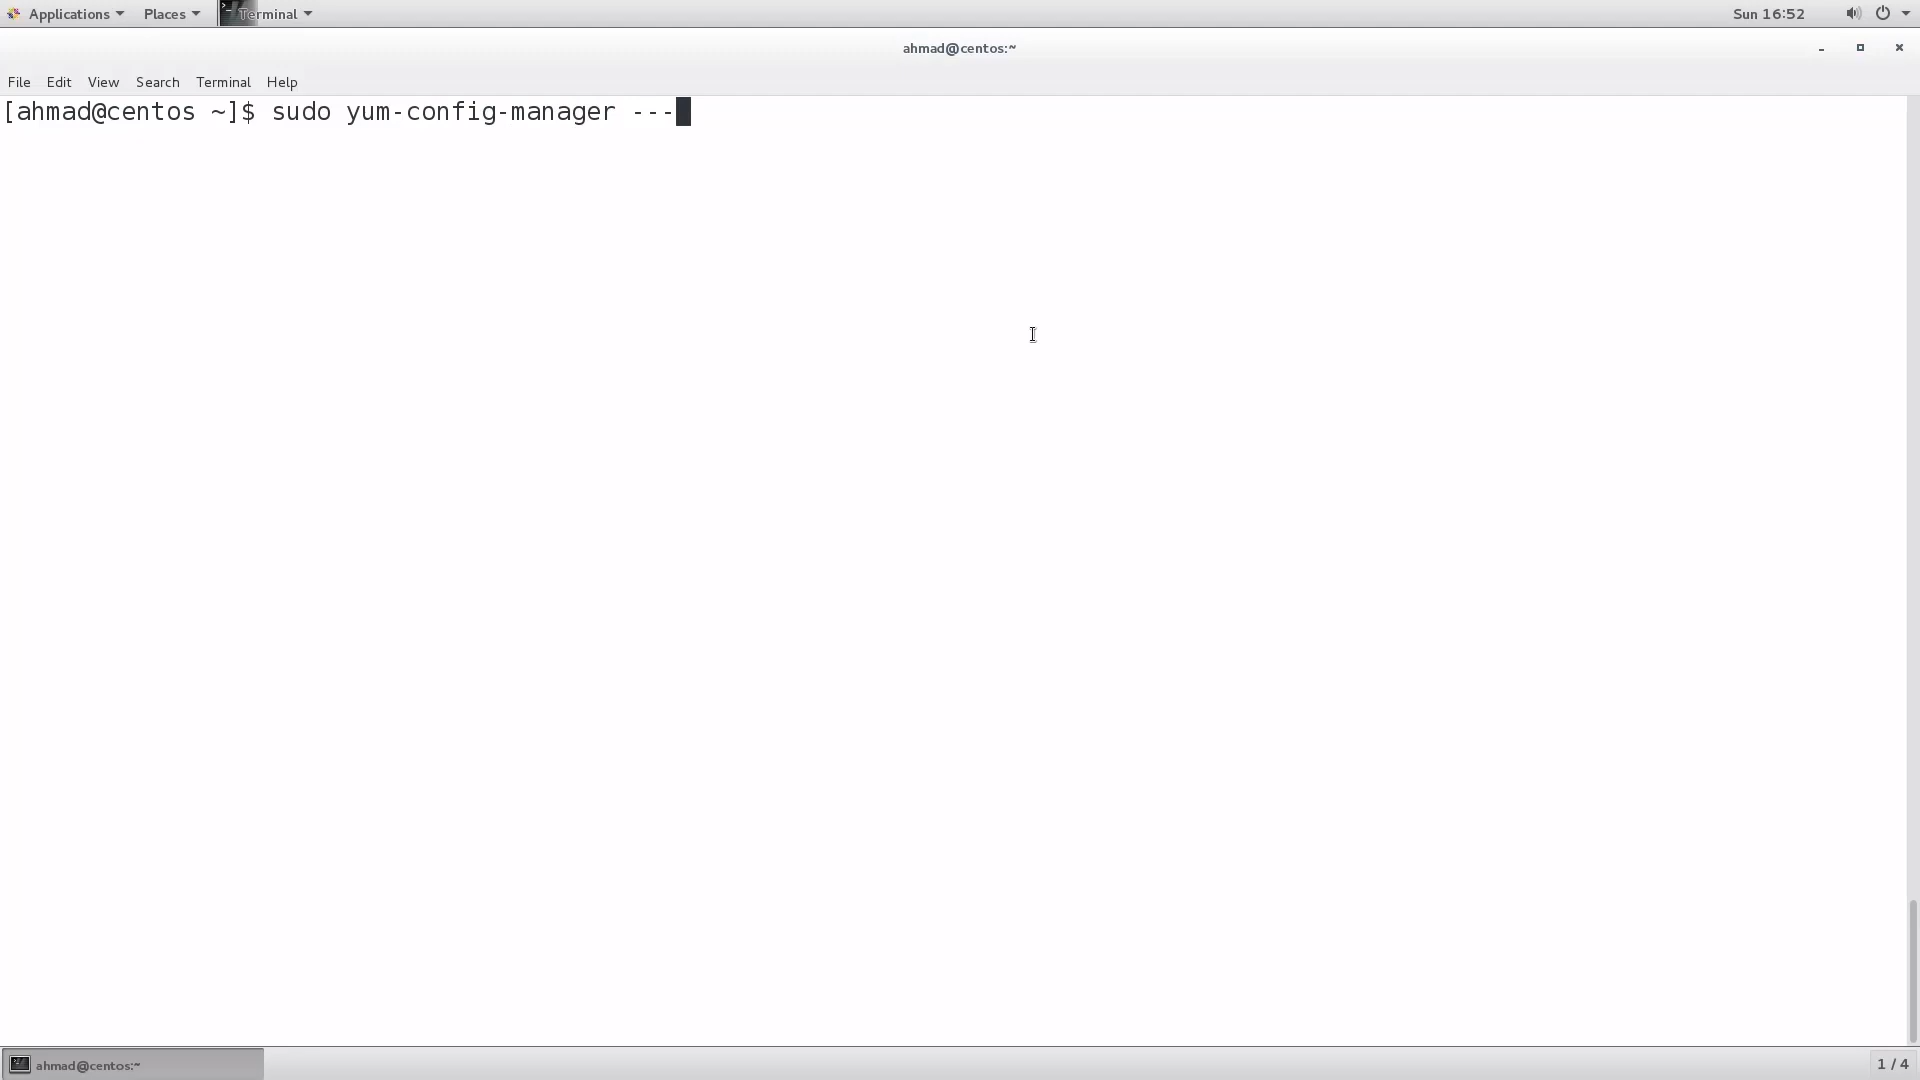 Applications Places Terminal Sun 16:52
ahmad@centos:~
File Edit View Search Terminal Help
[ahmad@centos ~]$ sudo yum-config-manager ---
ahmad@centos:~ 1 / 4